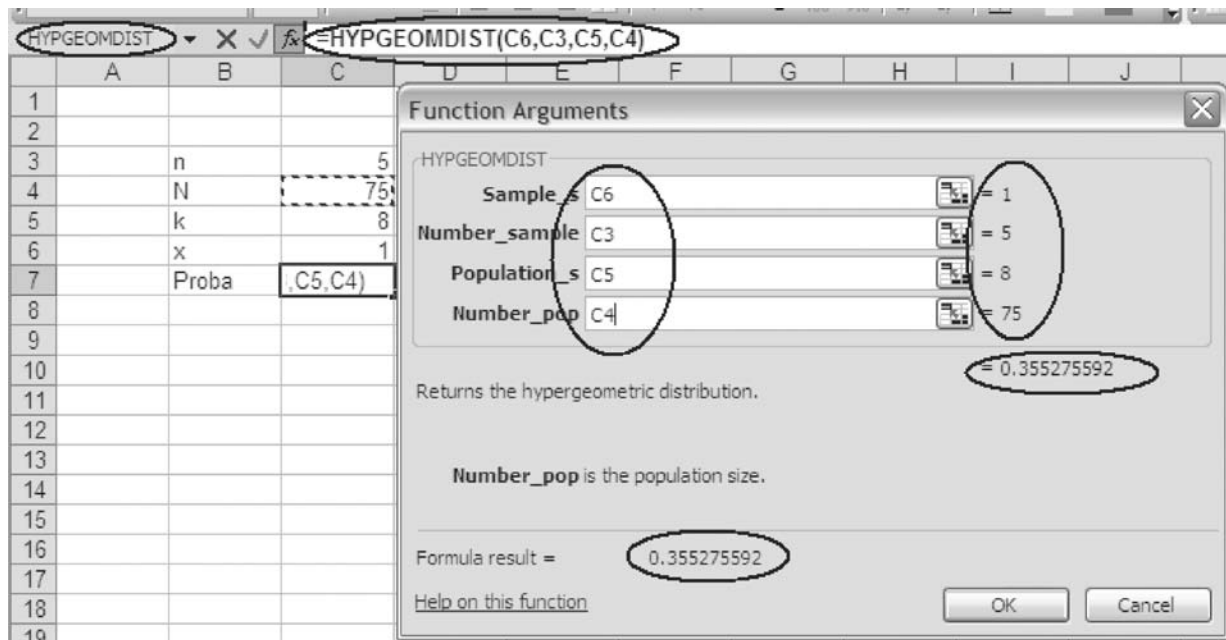 HYPGEOMDIST =HYPGEOMDIST(C6,C3,C5,C4)
A B C D E F G H I J
1
2
3 n 5
4 N 75
5 k 8
6 x 1
7 Proba ,C5,C4)
8
9
10
11
12
13
14
15
16
17
18
19
Function Arguments
HYPGEOMDIST
Sample_s C6 = 1
Number_sample C3 = 5
Population_s C5 = 8
Number_pop C4 = 75
= 0.355275592
Returns the hypergeometric distribution.
Number_pop is the population size.
Formula result = 0.355275592
Help on this function
OK Cancel